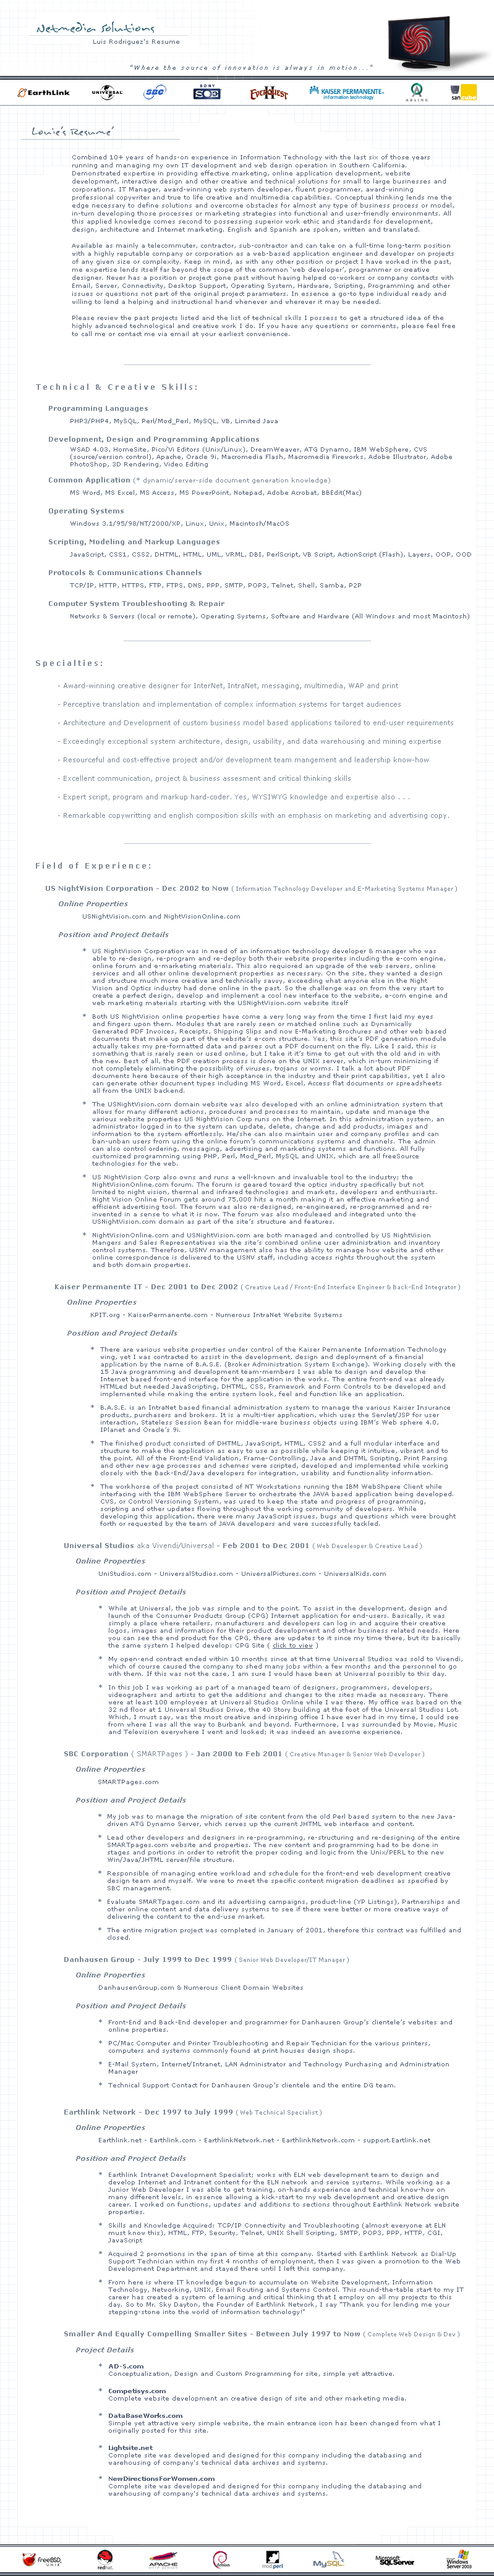 Netmedia Solutions
Luis Rodriguez's Resume
"Where the source of innovation is always in motion...."
EarthLink
UNIVERSAL
SBC
SONY
EverQuest
KAISER PERMANENTE®
information technology
ADLINK
Louie's Resume'
Combined 10+ years of hands-on experience in Information Technology with the last six of those years
running and managing my own IT development and web design operation in Southern California.
Demonstrated expertise in providing effective marketing, online application development, website
development, interactive design and other creative and technical solutions for small to large businesses and
corporations. IT Manager, award-winning web system developer, fluent programmer, award-winning
professional copywriter and true to life creative and multimedia capabilities. Conceptual thinking lends me the
edge necessary to define solutions and overcome obstacles for almost any type of business process or model,
in-turn developing those processes or marketing strategies into functional and user-friendly environments. All
this applied knowledge comes second to possessing superior work ethic and standards for development,
design, architecture and Internet marketing. English and Spanish are spoken, written and translated.
Available as mainly a telecommuter, contractor, sub-contractor and can take on a full-time long-term position
with a highly reputable company or corporation as a web-based application engineer and developer on projects
of any given size or complexity. Keep in mind, as with any other position or project I have worked in the past,
me expertise lends itself far beyond the scope of the common 'web developer', programmer or creative
designer. Never has a position or project gone past without having helped co-workers or company contacts with
Email, Server, Connectivity, Desktop Support, Operating System, Hardware, Scripting, Programming and other
issues or questions not part of the original project parameters. In essence a go-to type individual ready and
willing to lend a helping and instructional hand whenever and wherever it may be needed.
Please review the past projects listed and the list of technical skills I possess to get a structured idea of the
highly advanced technological and creative work I do. If you have any questions or comments, please feel free
to call me or contact me via email at your earliest convenience.
Technical & Creative Skills:
Programming Languages
PHP3/PHP4, MySQL, Perl/Mod_Perl, MySQL, VB, Limited Java
Development, Design and Programming Applications
WSAD 4.03, HomeSite, Pico/Vi Editors (Unix/Linux), DreamWeaver, ATG Dynamo, IBM WebSphere, CVS
(source/version control), Apache, Oracle 9i, Macromedia Flash, Macromedia Fireworks, Adobe Illustrator, Adobe
PhotoShop, 3D Rendering, Video Editing
Common Application (* dynamic/server-side document generation knowledge)
MS Word, MS Excel, MS Access, MS PowerPoint, Notepad, Adobe Acrobat, BBEdit(Mac)
Operating Systems
Windows 3.1/95/98/NT/2000/XP, Linux, Unix, Macintosh/MacOS
Scripting, Modeling and Markup Languages
JavaScript, CSS1, CSS2, DHTML, HTML, UML, VRML, DBI, PerlScript, VB Script, ActionScript (Flash), Layers, OOP, OOD
Protocols & Communications Channels
TCP/IP, HTTP, HTTPS, FTP, FTPS, DNS, PPP, SMTP, POP3, Telnet, Shell, Samba, P2P
Computer System Troubleshooting & Repair
Networks & Servers (local or remote), Operating Systems, Software and Hardware (All Windows and most Macintosh)
Specialties:
- Award-winning creative designer for InterNet, IntraNet, messaging, multimedia, WAP and print
- Perceptive translation and implementation of complex information systems for target audiences
- Architecture and Development of custom business model based applications tailored to end-user requirements
- Exceedingly exceptional system architecture, design, usability, and data warehousing and mining expertise
- Resourceful and cost-effective project and/or development team mangement and leadership know-how
- Excellent communication, project & business assesment and critical thinking skills
- Expert script, program and markup hard-coder. Yes, WYSIWYG knowledge and expertise also . . .
- Remarkable copywritting and english composition skills with an emphasis on marketing and advertising copy.
Field of Experience:
US NightVision Corporation - Dec 2002 to Now ( Information Technology Developer and E-Marketing Systems Manager )
Online Properties
USNightVision.com and NightVisionOnline.com
Position and Project Details
* US NightVision Corporation was in need of an information technology developer & manager who was
able to re-design, re-program and re-deploy both their website properites including the e-com engine,
online forum and e-marketing materials. This also required an upgrade of the web servers, online
services and all other online development properties as necessary. On the site, they wanted a design
and structure much more creative and technically savvy, exceeding what anyone else in the Night
Vision and Optics industry had done online in the past. So the challange was on from the very start to
create a perfect design, develop and implement a cool new interface to the website, e-com engine and
web marketing materials starting with the USNightVision.com website itself
* Both US NightVision online properties have come a very long way from the time I first laid my eyes
and fingers upon them. Modules that are rarely seen or matched online such as Dynamically
Generated PDF Invoices, Receipts, Shipping Slips and now E-Marketing Brochures and other web based
documents that make up part of the website's e-com structure. Yes, this site's PDF generation module
actually takes my pre-formatted data and parses out a PDF document on the fly. Like I said, this is
something that is rarely seen or used online, but I take it it's time to get out with the old and in with
the new. Best of all, the PDF creation process is done on the UNIX server, which in turn minimizing if
not completely eliminating the possibility of viruses, trojans or worms. I talk a lot about PDF
documents here because of their high acceptance in the industry and their print capabilities, yet I also
can generate other document types including MS Word, Excel, Access flat documents or spreadsheets
all from the UNIX backend.
* The USNightVision.com domain website was also developed with an online administration system that
allows for many different actions, procedures and processes to maintain, update and manage the
various website properties US NightVision Corp runs on the Internet. In this administration system, an
administrator logged in to the system can update, delete, change and add products, images and
information to the system effortlessly. He/she can also maintain user and company profiles and can
ban-unban users from using the online forum's communications systems and channels. The admin
can also control ordering, messaging, advertising and marketing systems and functions. All fully
customized programming using PHP, Perl, Mod_Perl, MySQL and UNIX, which are all freeSource
technologies for the web.
* US NightVision Corp also owns and runs a well-known and invaluable tool to the industry; the
NightVisionOnline.com forum. The forum is geared toward the optics industry specifically but not
limited to night vision, thermal and infrared technologies and markets, developers and enthusiasts.
Night Vision Online Forum gets around 75,000 hits a month making it an effective marketing and
efficient advertising tool. The forum was also re-designed, re-engineered, re-programmed and re-
invented in a sense to what it is now. The forum was also moduleased and integrated unto the
USNightVision.com domain as part of the site's structure and features.
* NightVisionOnline.com and USNightVision.com are both managed and controlled by US NightVision
Mangers and Sales Representatives via the site's combined online user administration and inventory
control systems. Therefore, USNV management also has the ability to manage how website and other
online correspondence is delivered to the USNV staff, including access rights throughout the system
and both domain properties.
Kaiser Permanente IT - Dec 2001 to Dec 2002 ( Creative Lead / Front-End Interface Engineer & Back-End Integrator )
Online Properties
KPIT.org - KaiserPermanente.com - Numerous IntraNet Website Systems
Position and Project Details
* There are various website properties under control of the Kaiser Pemanente Information Technology
wing, yet I was contracted to assist in the development, design and deployment of a financial
application by the name of B.A.S.E. (Broker Administration System Exchange). Working closely with the
15 Java programming and development team-members I was able to design and develop the
Internet based front-end interface for the application in the works. The entire front-end was already
HTMLed but needed JavaScripting, DHTML, CSS, Framework and Form Controls to be developed and
implemented while making the entire system look, feel and function like an application.
* B.A.S.E. is an IntraNet based financial administration system to manage the various Kaiser Insurance
products, purchasers and brokers. It is a multi-tier application, which uses the Servlet/JSP for user
interaction, Stateless Session Bean for middle-ware business objects using IBM's Web sphere 4.0,
IPlanet and Oracle's 9i.
* The finished product consisted of DHTML, JavaScript, HTML, CSS2 and a full modular interface and
structure to make the application as easy to use as possible while keeping it intuitive, vibrant and to
the point. All of the Front-End Validation, Frame-Controlling, Java and DHTML Scripting, Print Parsing
and other new age processes and schemes were scripted, developed and implemented while working
closely with the Back-End/Java developers for integration, usability and functionality information.
* The workhorse of the project consisted of NT Workstations running the IBM WebShpere Client while
interfacing with the IBM WebSphere Server to orchestrate the JAVA based application being developed.
CVS, or Control Versioning System, was used to keep the state and progress of programming,
scripting and other updates flowing throughout the working community of developers. While
developing this application, there were many JavaScript issues, bugs and questions which were brought
forth or requested by the team of JAVA developers and were successfully tackled.
Universal Studios aka Vivendi/Universal - Feb 2001 to Dec 2001 ( Web Developer & Creative Lead )
Online Properties
UniStudios.com - UniversalStudios.com - UniversalPictures.com - UniversalKids.com
Position and Project Details
* While at Universal, the job was simple and to the point. To assist in the development, design and
launch of the Consumer Products Group (CPG) Internet application for end-users. Basically, it was
simply a place where retailers, manufacturers and developers can log in and acquire their creative
logos, images and information for their product development and other business related needs. Here
you can see the end product for the CPG, there are updates to it since my time there, but its basically
the same system I helped develop: CPG Site ( click to view )
* My open-end contract ended within 10 months since at that time Universal Studios was sold to Vivendi,
which of course caused the company to shed many jobs within a few months and the personnel to go
with them. If this was not the case, I am sure I would have been at Universal possibly to this day.
* In this job I was working as part of a managed team of designers, programmers, developers,
videographers and artists to get the additions and changes to the sites made as necessary. There
were at least 100 employees at Universal Studios Online while I was there. My office was based on the
32 nd floor at 1 Universal Studios Drive, the 40 Story building at the foot of the Universal Studios Lot.
Which, I must say, was the most creative and inspiring office I have ever had in my time, I could see
from where I was all the way to Burbank and beyond. Furthermore, I was surrounded by Movie, Music
and Television everywhere I went and looked; it was indeed an awesome experience.
SBC Corporation ( SMARTPages ) - Jan 2000 to Feb 2001 ( Creative Manager & Senior Web Developer )
Online Properties
SMARTPages.com
Position and Project Details
* My job was to manage the migration of site content from the old Perl based system to the new Java-
driven ATG Dynamo Server, which serves up the current JHTML web interface and content.
* Lead other developers and designers in re-programming, re-structuring and re-designing of the entire
SMARTpages.com website and properties. The new content and programming had to be done in
stages and portions in order to retrofit the proper coding and logic from the Unix/PERL to the new
Win/Java/JHTML server/file structure.
* Responsible of managing entire workload and schedule for the front-end web development creative
design team and myself. We were to meet the specific content migration deadlines as specified by
SBC management.
* Evaluate SMARTpages.com and its advertising campaigns, product-line (YP Listings), Partnerships and
other online content and data delivery systems to see if there were better or more creative ways of
delivering the content to the end-use market.
* The entire migration project was completed in January of 2001, therefore this contract was fulfilled and
closed.
Danhausen Group - July 1999 to Dec 1999 ( Senior Web Developer/IT Manager )
Online Properties
DanhausenGroup.com & Numerous Client Domain Websites
Position and Project Details
* Front-End and Back-End developer and programmer for Danhausen Group's clientele's websites and
online properties.
* PC/Mac Computer and Printer Troubleshooting and Repair Technician for the various printers,
computers and systems commonly found at print houses design shops.
* E-Mail System, Internet/Intranet, LAN Administrator and Technology Purchasing and Administration
Manager
* Technical Support Contact for Danhausen Group's clientele and the entire DG team.
Earthlink Network - Dec 1997 to July 1999 ( Web Technical Specialist )
Online Properties
Earthlink.net - Earthlink.com - EarthlinkNetwork.net - EarthlinkNetwork.com - support.Eartlink.net
Position and Project Details
* Earthlink Intranet Development Specialist; works with ELN web development team to design and
develop Internet and Intranet content for the ELN network and service systems. While working as a
Junior Web Developer I was able to get training, on-hands experience and technical know-how on
many different levels, in essence allowing a kick-start to my web development and creative design
career. I worked on functions, updates and additions to sections throughout Earthlink Network website
properties.
* Skills and Knowledge Acquired: TCP/IP Connectivity and Troubleshooting (almost everyone at ELN
must know this), HTML, FTP, Security, Telnet, UNIX Shell Scripting, SMTP, POP3, PPP, HTTP, CGI,
JavaScript
* Acquired 2 promotions in the span of time at this company. Started with Earthlink Network as Dial-Up
Support Technician within my first 4 months of employment, then I was given a promotion to the Web
Development Department and stayed there until I left this company.
* From here is where IT knowledge begun to accumulate on Website Development, Information
Technology, Networking, UNIX, Email Routing and Systems Control. This round-the-table start to my IT
career has created a system of learning and critical thinking that I employ on all my projects to this
day. So to Mr. Sky Dayton, the Founder of Earthlink Network, I say "Thank you for lending me your
stepping-stone into the world of information technology!"
Smaller And Equally Compelling Smaller Sites - Between July 1997 to Now ( Complete Web Design & Dev )
Project Details
* AD-S.com
Conceptualization, Design and Custom Programming for site, simple yet attractive.
* Competisys.com
Complete website development an creative design of site and other marketing media.
* DataBaseWorks.com
Simple yet attractive very simple website, the main entrance icon has been changed from what I
originally posted for this site.
* Lightsite.net
Complete site was developed and designed for this company including the databasing and
warehousing of company's technical data archives and systems.
* NewDirectionsForWomen.com
Complete site was developed and designed for this company including the databasing and
warehousing of company's technical data archives and systems.
FreeBSD
UNIX
redhat.
APACHE
debian
mod perl
MySQL
Microsoft
SQL Server
Windows
Server 2003